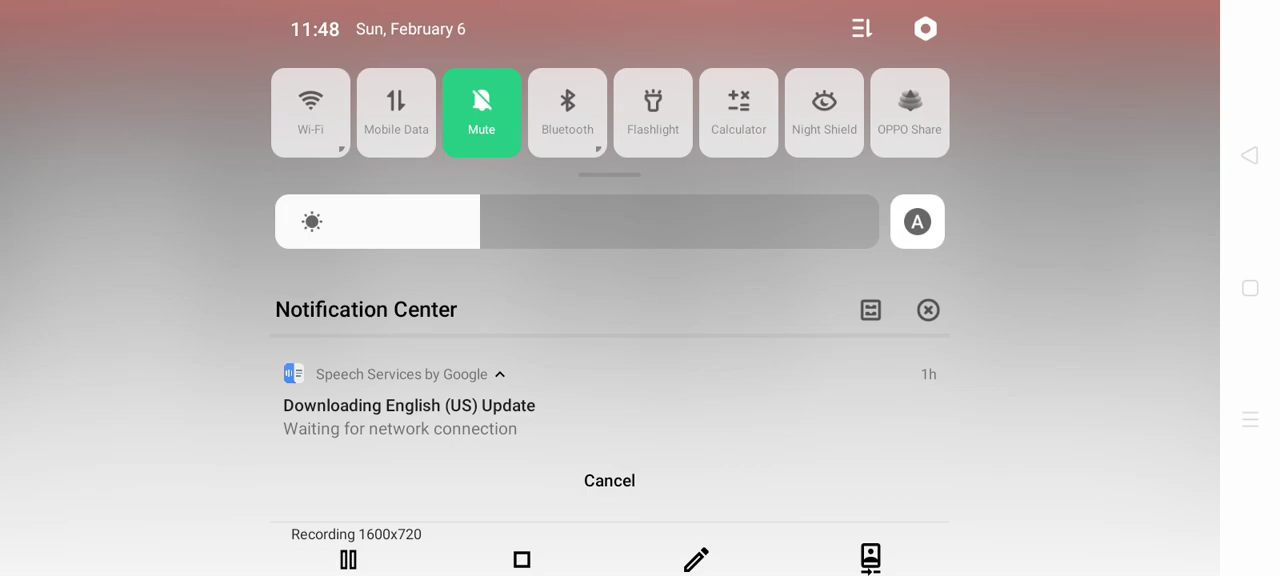 11:48 Sun, February 6
Wi-Fi Mobile Data Mute Bluetooth Flashlight Calculator Night Shield OPPO Share
A
Notification Center
Speech Services by Google 1h
Downloading English (US) Update
Waiting for network connection
Cancel
Recording 1600x720